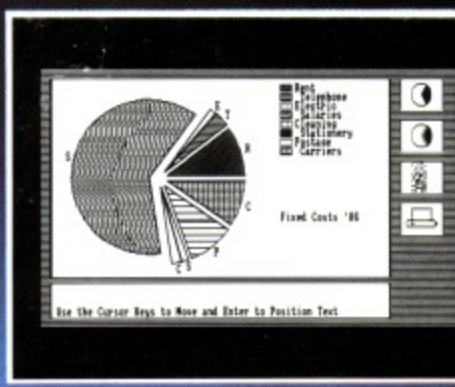 E
T
S
R
C
P
S
C
Rent
Telephone
Electric
Salaries
Cleaning
Stationery
Postage
Carriers
Fixed Costs '86
Use the Cursor Keys to Move and Enter to Position Text